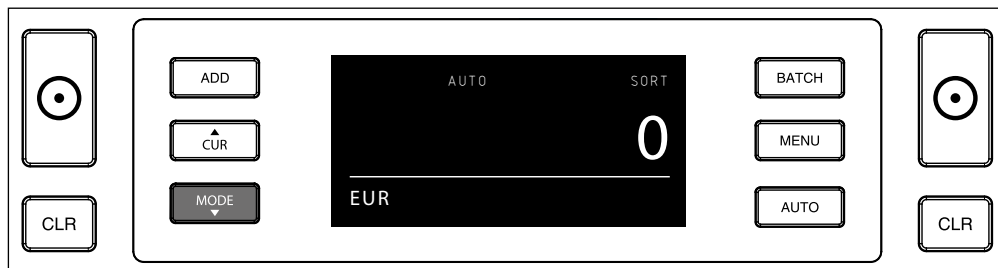 ADD
CUR
MODE
CLR
AUTO SORT
0
EUR
BATCH
MENU
AUTO
CLR